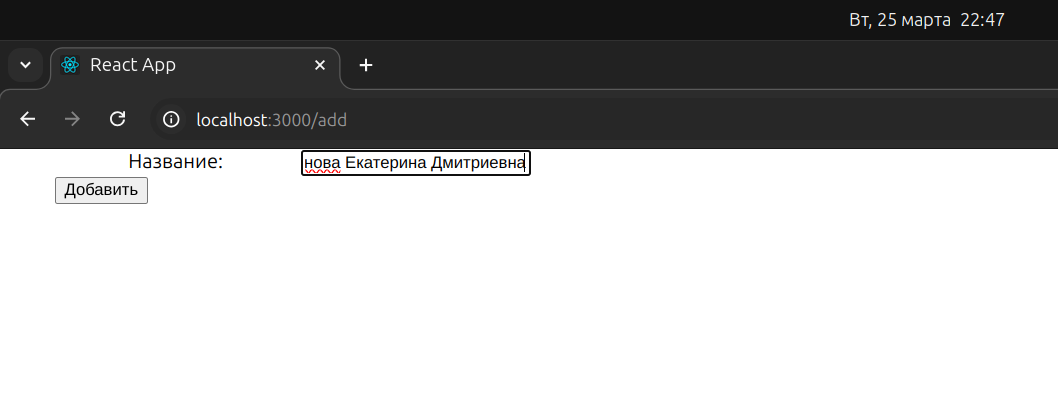 Вт, 25 марта 22:47
React App
localhost:3000/add
Название: нова Екатерина Дмитриевна
Добавить